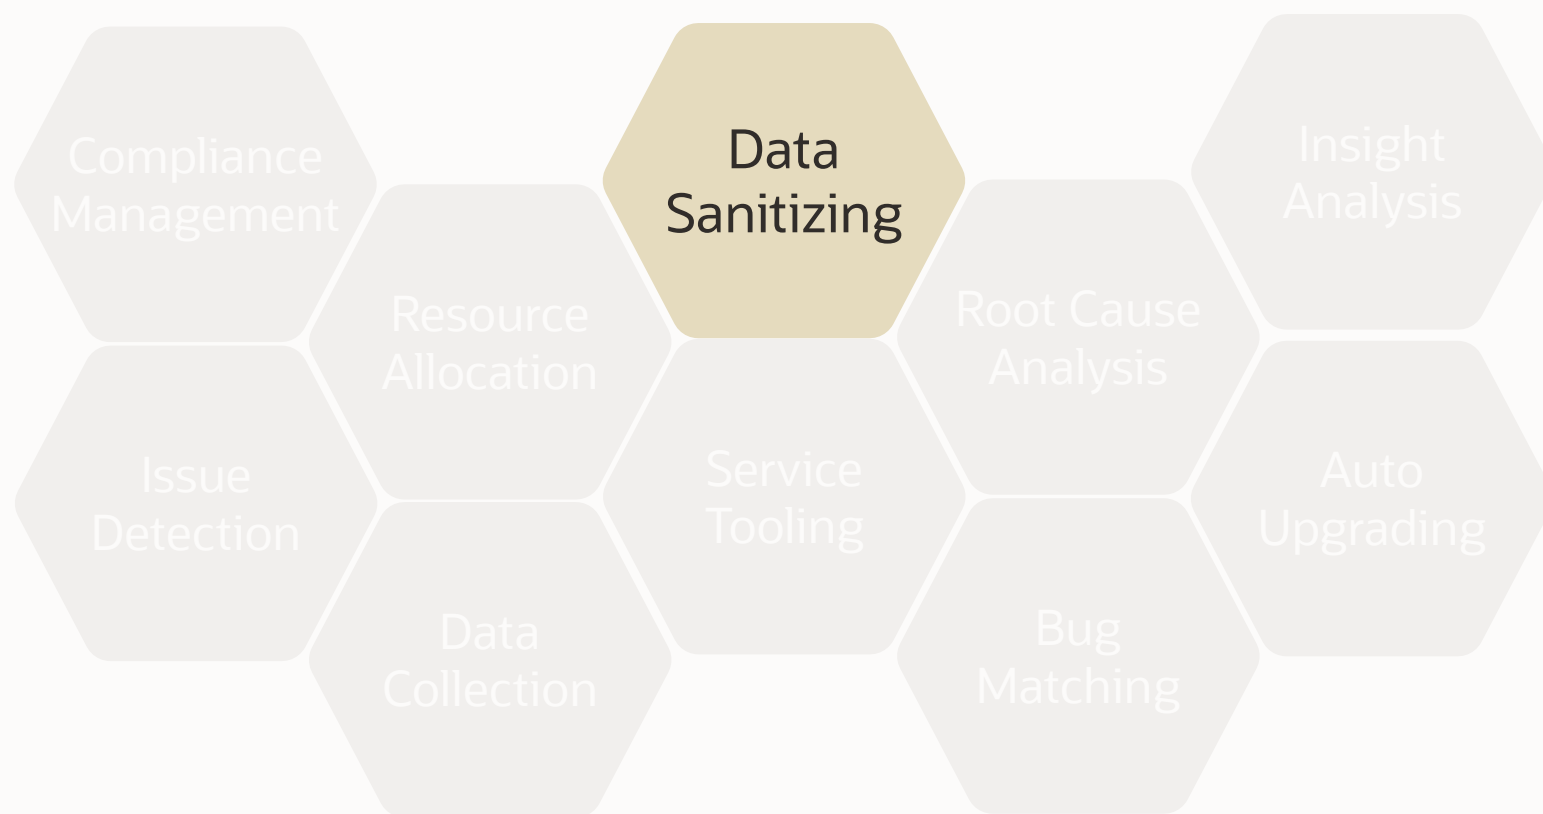 Compliance
Management
Data
Sanitizing
Insight
Analysis
Resource
Allocation
Root Cause
Analysis
Issue
Detection
Service
Tooling
Auto
Upgrading
Data
Collection
Bug
Matching